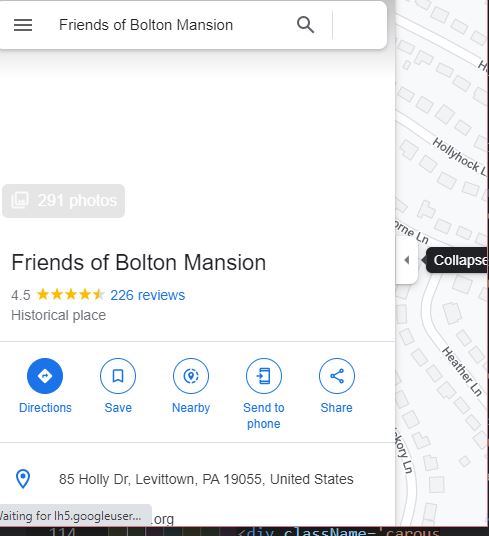 Friends of Bolton Mansion
291 photos
Friends of Bolton Mansion
4.5 226 reviews
Historical place
Directions
Save
Nearby
Send to
phone
Share
85 Holly Dr, Levittown, PA 19055, United States
.org
Waiting for lh5.googleuser...
Hollyhock L
orne Ln
Collapse
Heather Ln
ckory Ln
114 <div className='carous